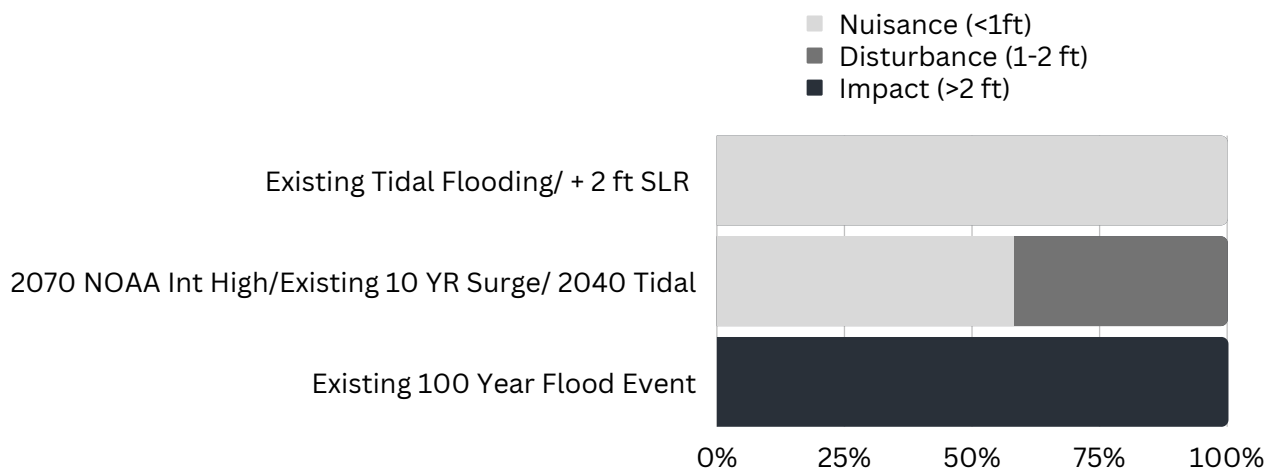 Nuisance (<1ft)
Disturbance (1-2 ft)
Impact (>2 ft)
Existing Tidal Flooding/ + 2 ft SLR
2070 NOAA Int High/Existing 10 YR Surge/ 2040 Tidal
Existing 100 Year Flood Event
0% 25% 50% 75% 100%